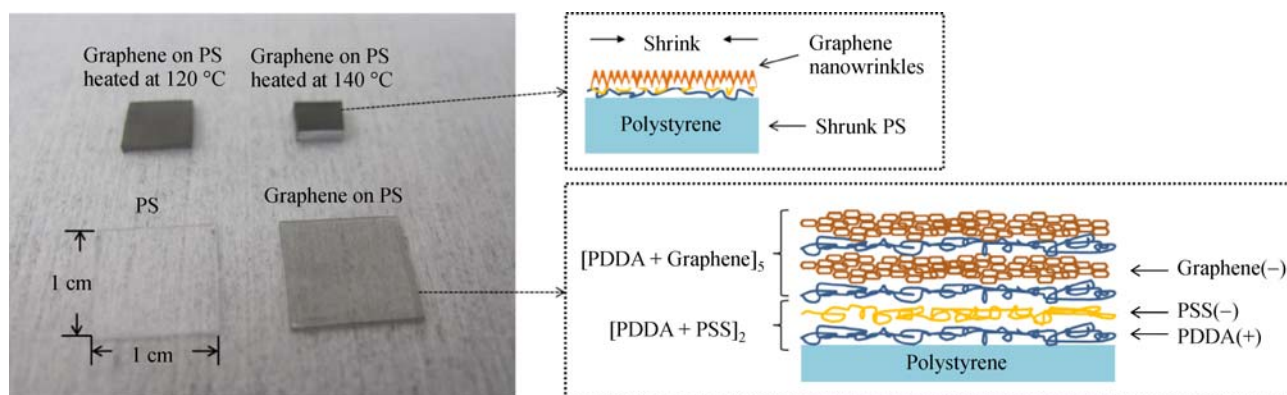 Graphene on PS
heated at 120 °C
Graphene on PS
heated at 140 °C
PS
Graphene on PS
1 cm
1 cm
Shrink
Graphene
nanowrinkles
Polystyrene
Shrunk PS
[PDDA + Graphene]5
[PDDA + PSS]2
Graphene(−)
PSS(−)
PDDA(+)
Polystyrene